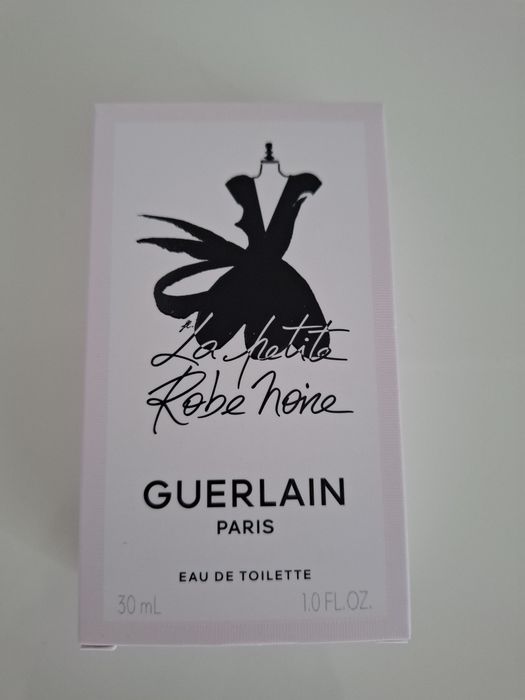 La petite
Robe Noire
GUERLAIN
PARIS
EAU DE TOILETTE
30 mL 1.0 FL.OZ.